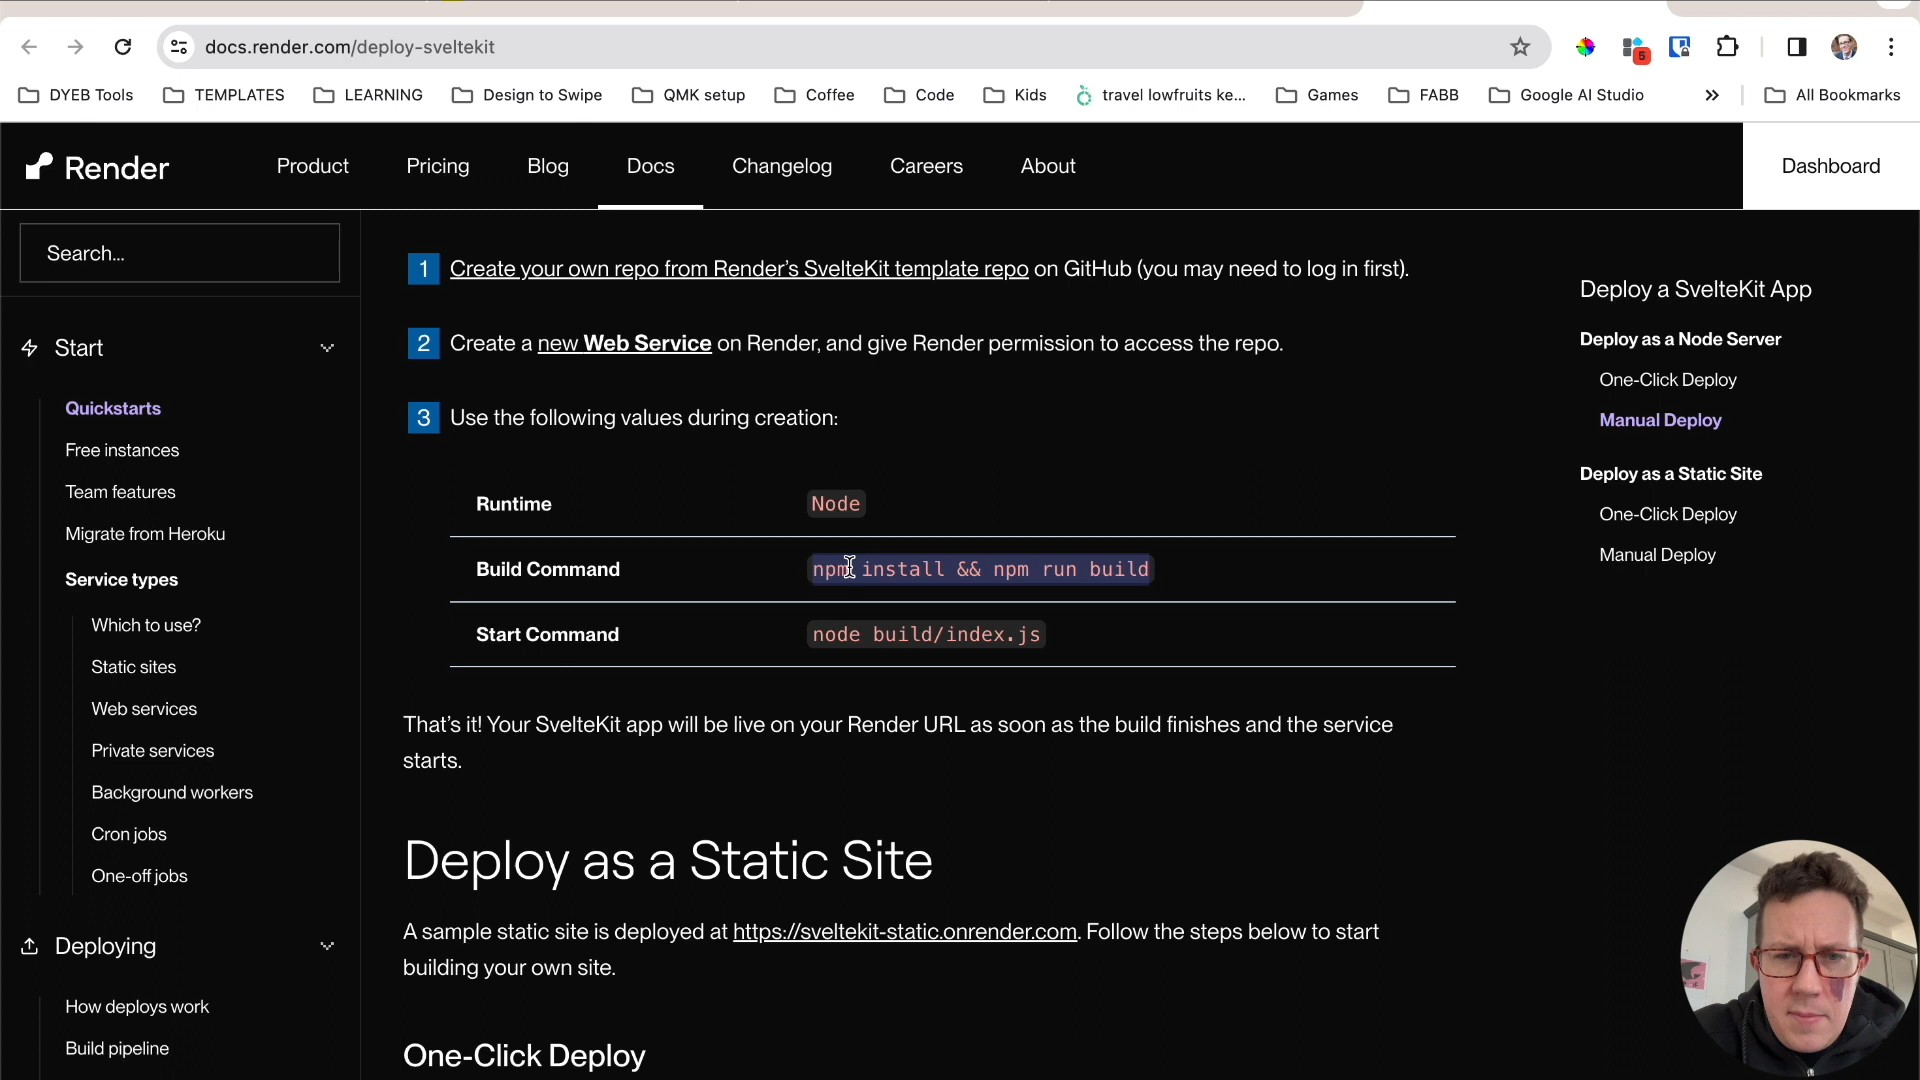 docs.render.com/deploy-sveltekit
5
DYEB Tools
TEMPLATES
LEARNING
Design to Swipe
QMK setup
Coffee
Code
Kids
travel lowfruits ke...
Games
FABB
Google AI Studio
All Bookmarks
Render
Product
Pricing
Blog
Docs
Changelog
Careers
About
Dashboard
Search...
Start
Quickstarts
Free instances
Team features
Migrate from Heroku
Service types
Which to use?
Static sites
Web services
Private services
Background workers
Cron jobs
One-off jobs
Deploying
How deploys work
Build pipeline
1 Create your own repo from Render’s SvelteKit template repo on GitHub (you may need to log in first).
2 Create a new Web Service on Render, and give Render permission to access the repo.
3 Use the following values during creation:
Runtime Node
Build Command npm install && npm run build
Start Command node build/index.js
That’s it! Your SvelteKit app will be live on your Render URL as soon as the build finishes and the service
starts.
Deploy as a Static Site
A sample static site is deployed at https://sveltekit-static.onrender.com. Follow the steps below to start
building your own site.
One-Click Deploy
Deploy a SvelteKit App
Deploy as a Node Server
One-Click Deploy
Manual Deploy
Deploy as a Static Site
One-Click Deploy
Manual Deploy